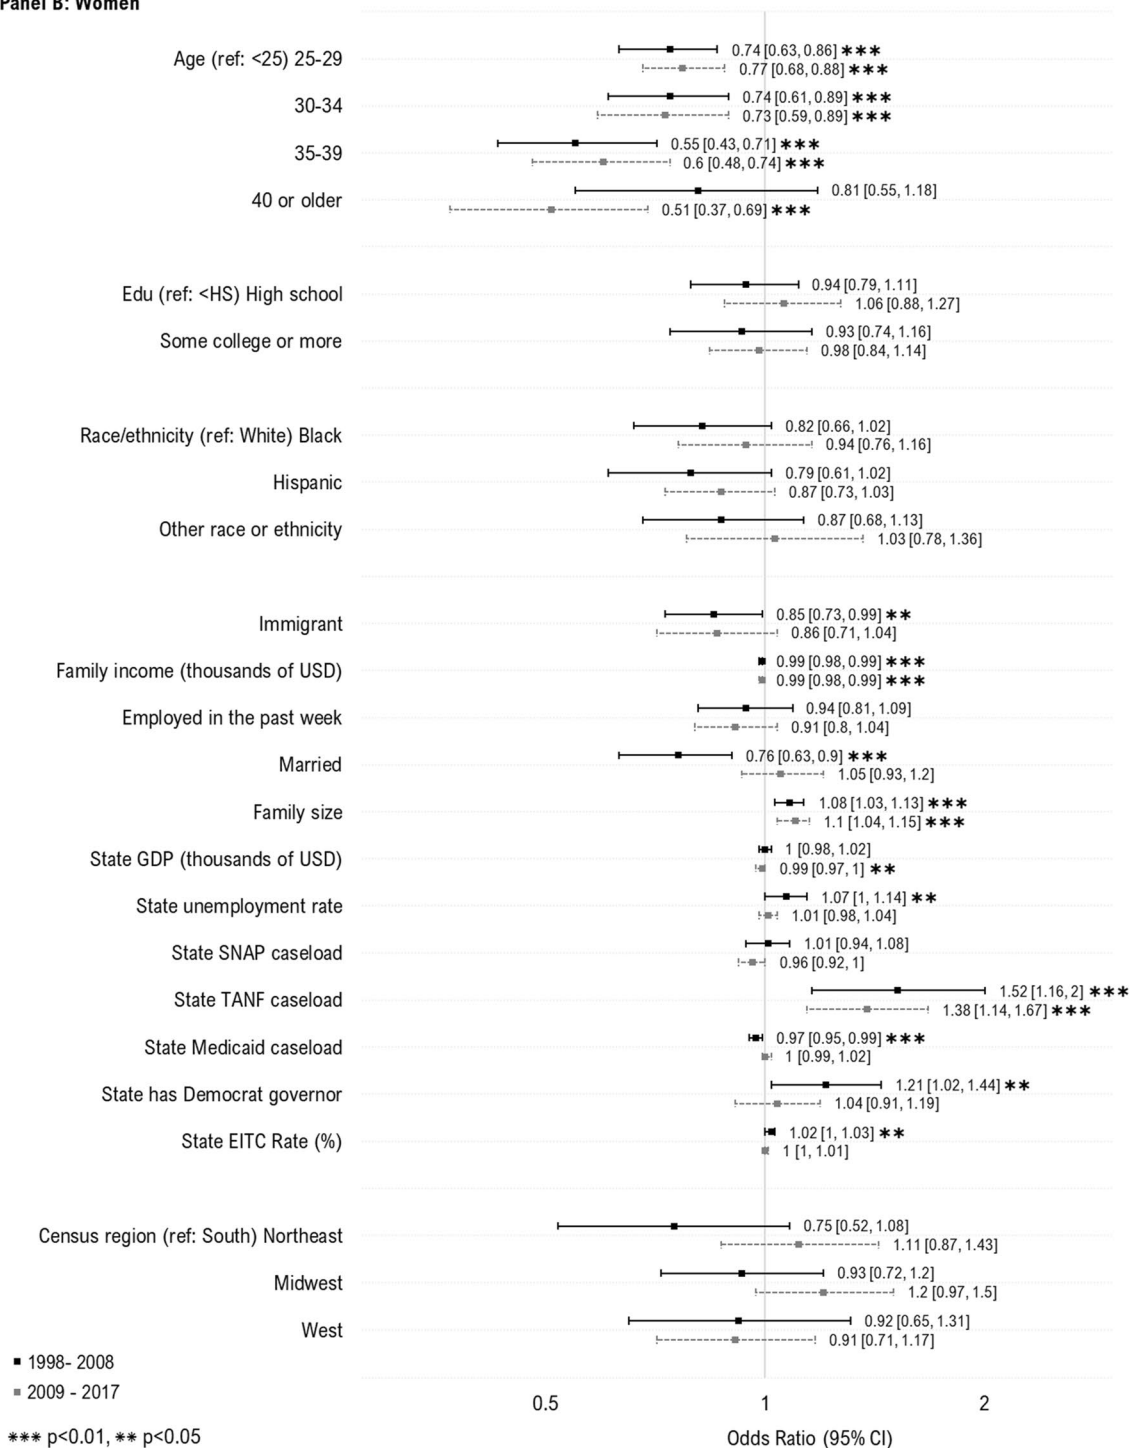 Panel B: Women
Age (ref: <25) 25-29
0.74 [0.63, 0.86] ***
0.77 [0.68, 0.88] ***
30-34
0.74 [0.61, 0.89] ***
0.73 [0.59, 0.89] ***
35-39
0.55 [0.43, 0.71] ***
0.6 [0.48, 0.74] ***
40 or older
0.81 [0.55, 1.18]
0.51 [0.37, 0.69] ***
Edu (ref: <HS) High school
0.94 [0.79, 1.11]
1.06 [0.88, 1.27]
Some college or more
0.93 [0.74, 1.16]
0.98 [0.84, 1.14]
Race/ethnicity (ref: White) Black
0.82 [0.66, 1.02]
0.94 [0.76, 1.16]
Hispanic
0.79 [0.61, 1.02]
0.87 [0.73, 1.03]
Other race or ethnicity
0.87 [0.68, 1.13]
1.03 [0.78, 1.36]
Immigrant
0.85 [0.73, 0.99] **
0.86 [0.71, 1.04]
Family income (thousands of USD)
0.99 [0.98, 0.99] ***
0.99 [0.98, 0.99] ***
Employed in the past week
0.94 [0.81, 1.09]
0.91 [0.8, 1.04]
Married
0.76 [0.63, 0.9] ***
1.05 [0.93, 1.2]
Family size
1.08 [1.03, 1.13] ***
1.1 [1.04, 1.15] ***
State GDP (thousands of USD)
1 [0.98, 1.02]
0.99 [0.97, 1] **
State unemployment rate
1.07 [1, 1.14] **
1.01 [0.98, 1.04]
State SNAP caseload
1.01 [0.94, 1.08]
0.96 [0.92, 1]
State TANF caseload
1.52 [1.16, 2] ***
1.38 [1.14, 1.67] ***
State Medicaid caseload
0.97 [0.95, 0.99] ***
1 [0.99, 1.02]
State has Democrat governor
1.21 [1.02, 1.44] **
1.04 [0.91, 1.19]
State EITC Rate (%)
1.02 [1, 1.03] **
1 [1, 1.01]
Census region (ref: South) Northeast
0.75 [0.52, 1.08]
1.11 [0.87, 1.43]
Midwest
0.93 [0.72, 1.2]
1.2 [0.97, 1.5]
West
0.92 [0.65, 1.31]
0.91 [0.71, 1.17]
1998- 2008
2009 - 2017
*** p<0.01, ** p<0.05
0.5 1 2
Odds Ratio (95% CI)